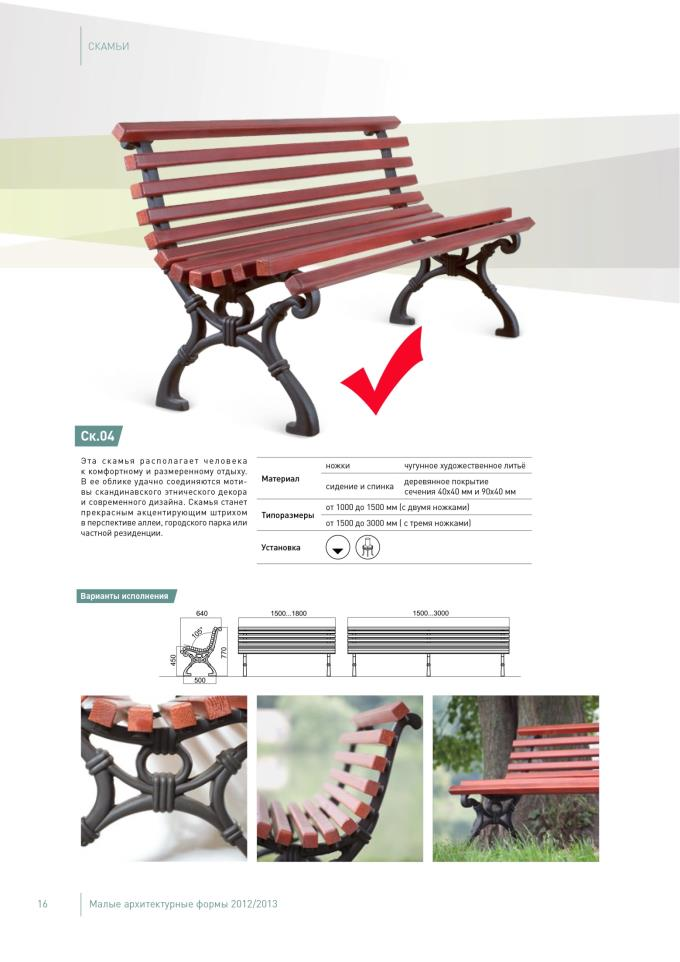 СКАМЬИ
Ск.04
Эта скамья располагает человека
к комфортному и размеренному отдыху.
В ее облике удачно соединяются моти-
вы скандинавского этнического декора
и современного дизайна. Скамья станет
прекрасным акцентирующим штрихом
в перспективе аллеи, городского парка или
частной резиденции.
Материал
ножки чугунное художественное литьё
сидение и спинка деревянное покрытие
сечения 40х40 мм и 90х40 мм
Типоразмеры
от 1000 до 1500 мм (с двумя ножками)
от 1500 до 3000 мм ( с тремя ножками)
Установка
Варианты исполнения
640 1500...1800 1500...3000
105°
450
770
500
16 Малые архитектурные формы 2012/2013